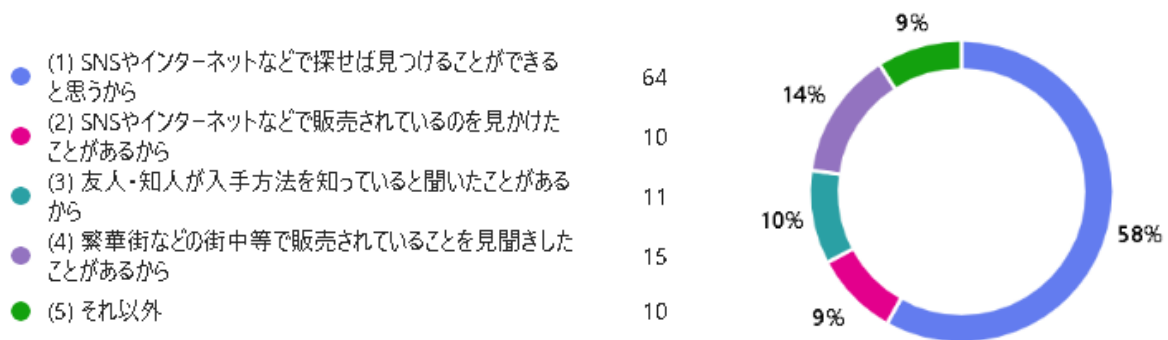 (1) SNSやインターネットなどで探せば見つけることができる
と思うから
64
(2) SNSやインターネットなどで販売されているのを見かけた
ことがあるから
10
(3) 友人・知人が入手方法を知っていると聞いたことがある
から
11
(4) 繁華街などの街中等で販売されていることを見聞きした
ことがあるから
15
(5) それ以外
10
9%
14%
10%
9%
58%